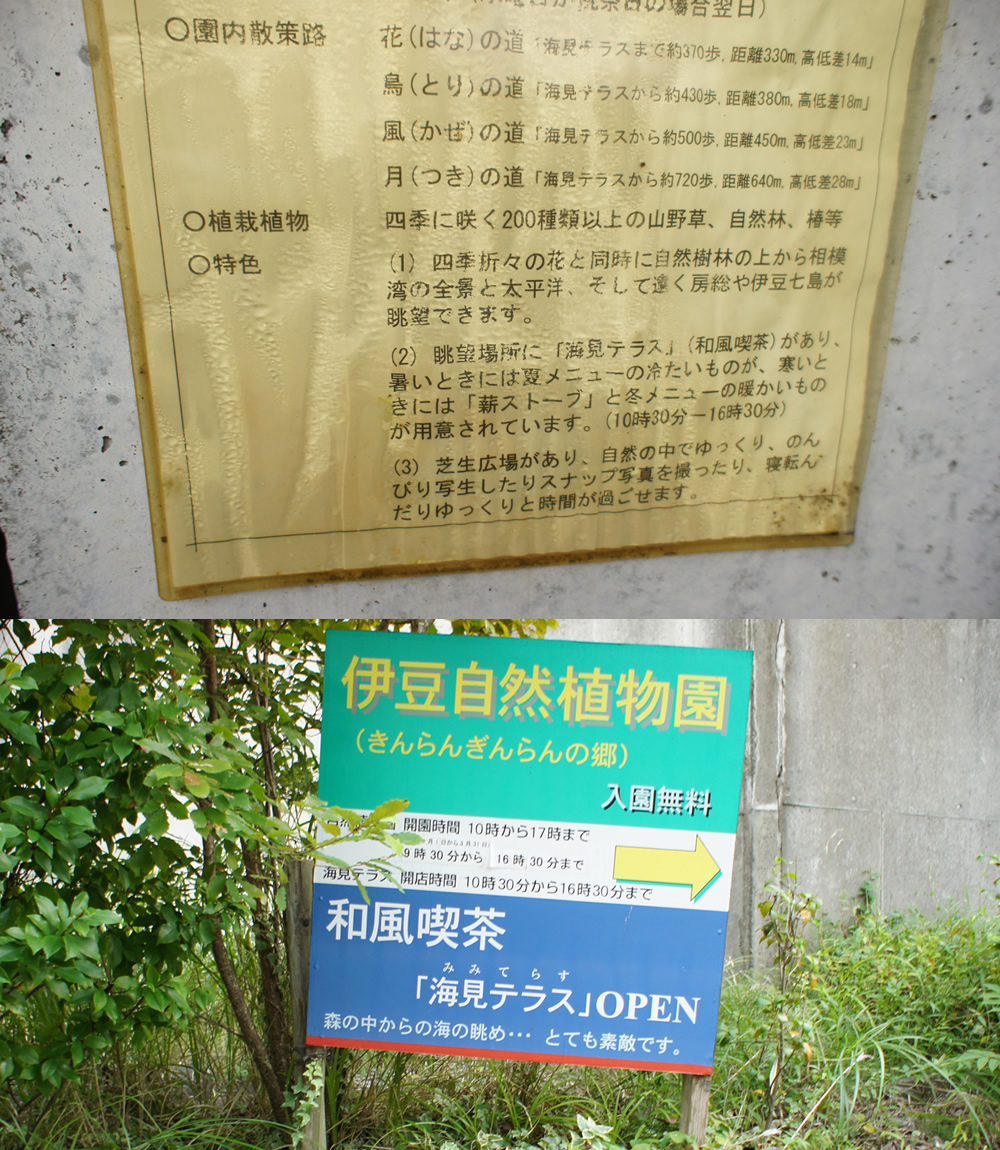 の場合翌日)
○園内散策路 花(はな)の道「海見テラスまで約370歩,距離330m,高低差14m」
鳥(とり)の道「海見テラスから約430歩,距離380m,高低差18m」
風(かぜ)の道「海見テラスから約500歩,距離450m,高低差23m」
月(つき)の道「海見テラスから約720歩,距離640m,高低差28m」
○植栽植物 四季に咲く200種類以上の山野草、自然林、椿等
○特色 (1) 四季折々の花と同時に自然樹林の上から相模
湾の全景と太平洋、そして遠く房総や伊豆七島が
眺望できます。
(2) 眺望場所に「海見テラス」(和風喫茶)があり、
暑いときには夏メニューの冷たいものが、寒いと
きには「薪ストーブ」と冬メニューの暖かいもの
が用意されています。(10時30分―16時30分)
(3) 芝生広場があり、自然の中でゆっくり、のん
びり写生したりスナップ写真を撮ったり、寝転ん
だりゆっくりと時間が過ごせます。
伊豆自然植物園
(きんらんぎんらんの郷)
入園無料
開園時間 10時から17時まで
9時30分から 16時30分まで
海見テラス 開店時間 10時30分から16時30分まで
和風喫茶
みみてらす
「海見テラス」OPEN
森の中からの海の眺め… とても素敵です。